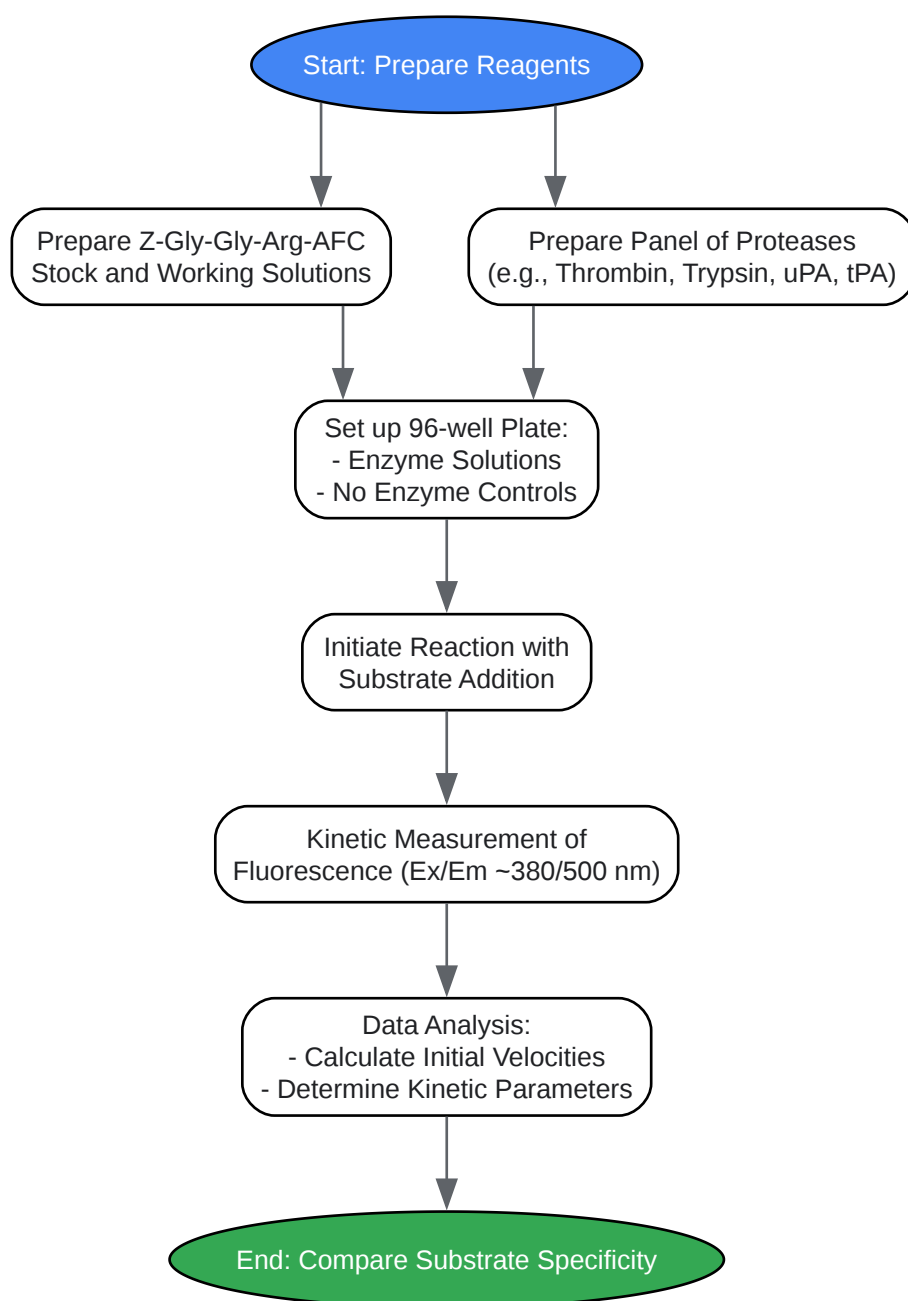 Start: Prepare Reagents
Prepare Z-Gly-Gly-Arg-AFC
Stock and Working Solutions
Prepare Panel of Proteases
(e.g., Thrombin, Trypsin, uPA, tPA)
Set up 96-well Plate:
- Enzyme Solutions
- No Enzyme Controls
Initiate Reaction with
Substrate Addition
Kinetic Measurement of
Fluorescence (Ex/Em ~380/500 nm)
Data Analysis:
- Calculate Initial Velocities
- Determine Kinetic Parameters
End: Compare Substrate Specificity